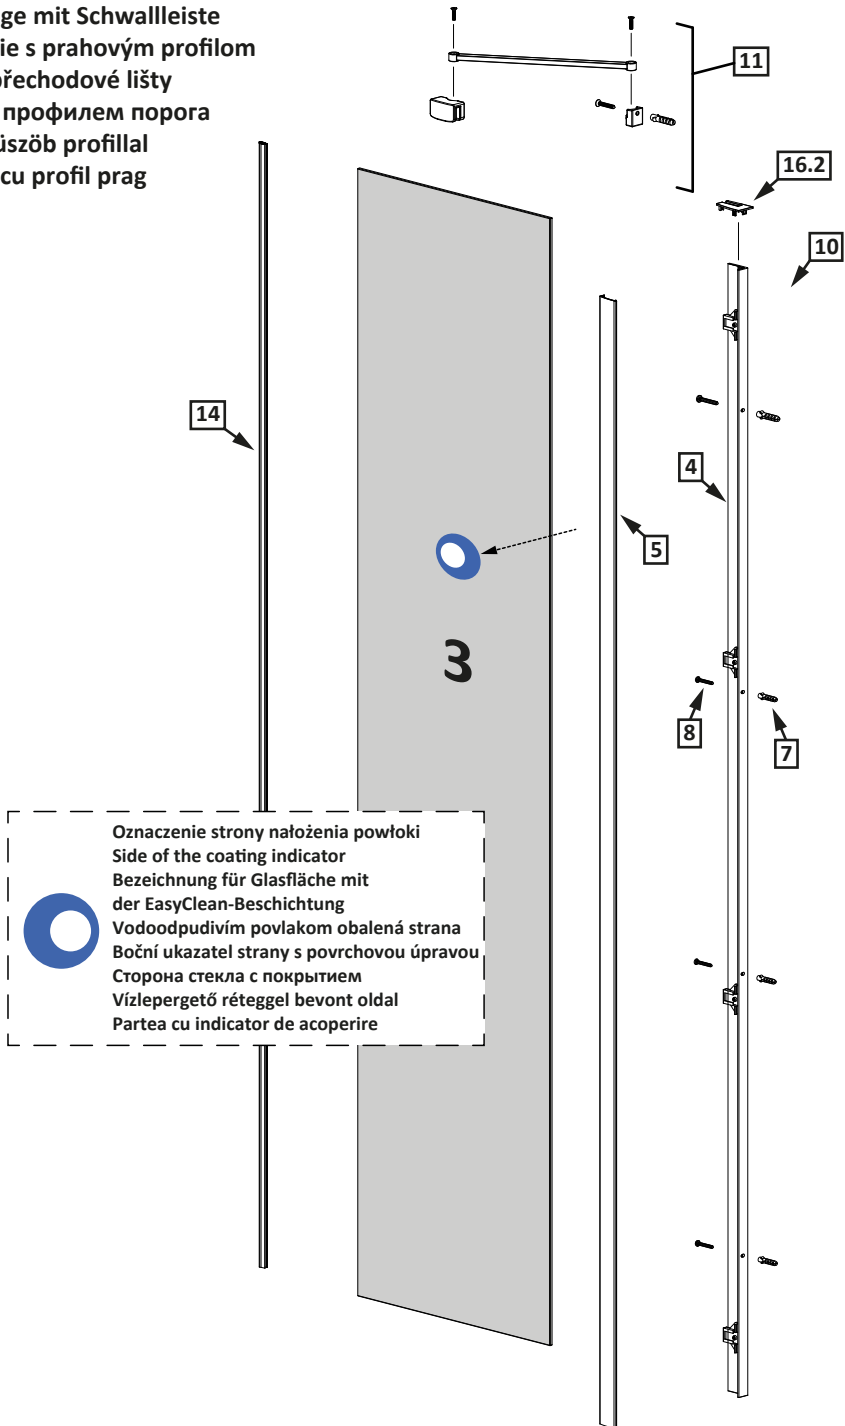 ge mit Schwallleiste
ie s prahovým profilom
přechodové lišty
профилем порога
üszöb profillal
cu profil prag
11
16.2
10
14
4
5
3
8
7
Oznaczenie strony nałożenia powłoki
Side of the coating indicator
Bezeichnung für Glasfläche mit
der EasyClean-Beschichtung
Vodoodpudivím povlakom obalená strana
Boční ukazatel strany s povrchovou úpravou
Сторона стекла с покрытием
Vízlepergető réteggel bevont oldal
Partea cu indicator de acoperire